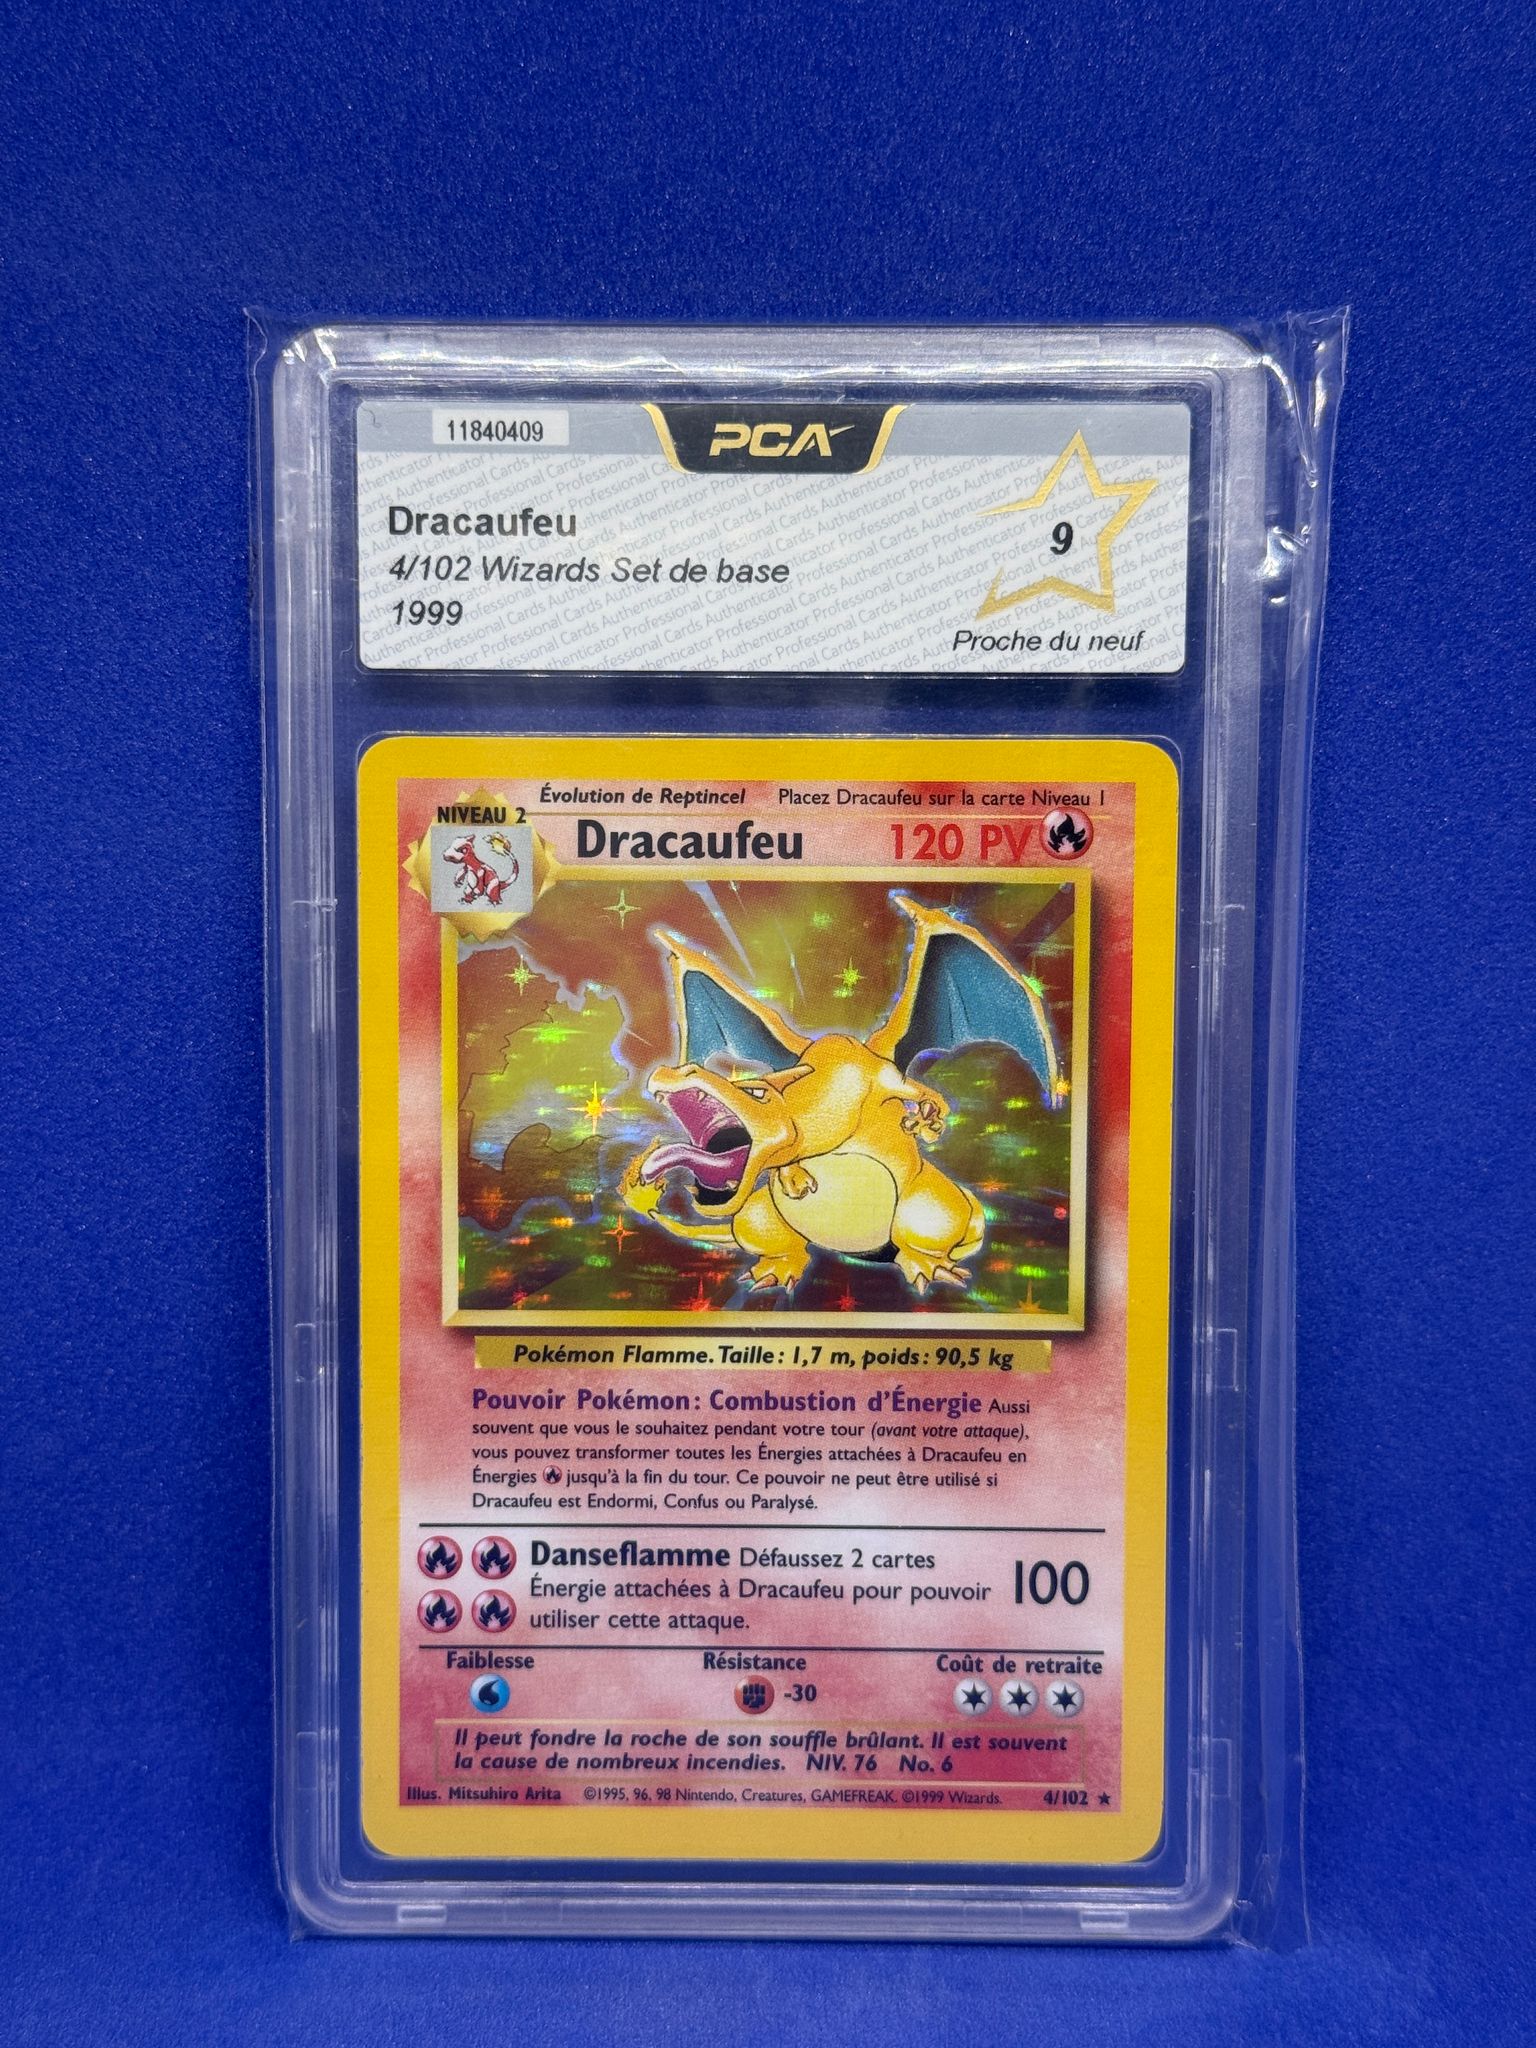 11840409
PCA
Dracaufeu
4/102 Wizards Set de base
1999
9
Proche du neuf
Évolution de Reptincel Placez Dracaufeu sur la carte Niveau 1
NIVEAU 2
Dracaufeu 120 PV
Pokémon Flamme. Taille : 1,7 m, poids : 90,5 kg
Pouvoir Pokémon : Combustion d'Énergie Aussi
souvent que vous le souhaitez pendant votre tour (avant votre attaque),
vous pouvez transformer toutes les Énergies attachées à Dracaufeu en
Énergies jusqu'à la fin du tour. Ce pouvoir ne peut être utilisé si
Dracaufeu est Endormi, Confus ou Paralysé.
Danseflamme Défaussez 2 cartes
Énergie attachées à Dracaufeu pour pouvoir
utiliser cette attaque.
100
Faiblesse Résistance Coût de retraite
-30
Il peut fondre la roche de son souffle brûlant. Il est souvent
la cause de nombreux incendies. NIV. 76 No. 6
Illus. Mitsuhiro Arita ©1995, 96, 98 Nintendo, Creatures, GAMEFREAK. ©1999 Wizards. 4/102 ★